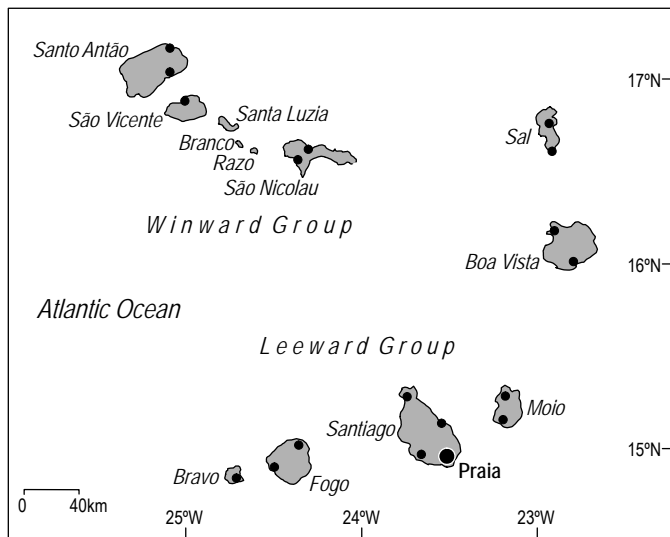 Santo Antão
17ºN
São Vicente
Santa Luzia
Branco
Razo
Sal
São Nicolau
Winward Group
Boa Vista
16ºN
Atlantic Ocean
Leeward Group
Moio
Santiago
15ºN
Praia
Bravo
Fogo
0 40km
25ºW
24ºW
23ºW